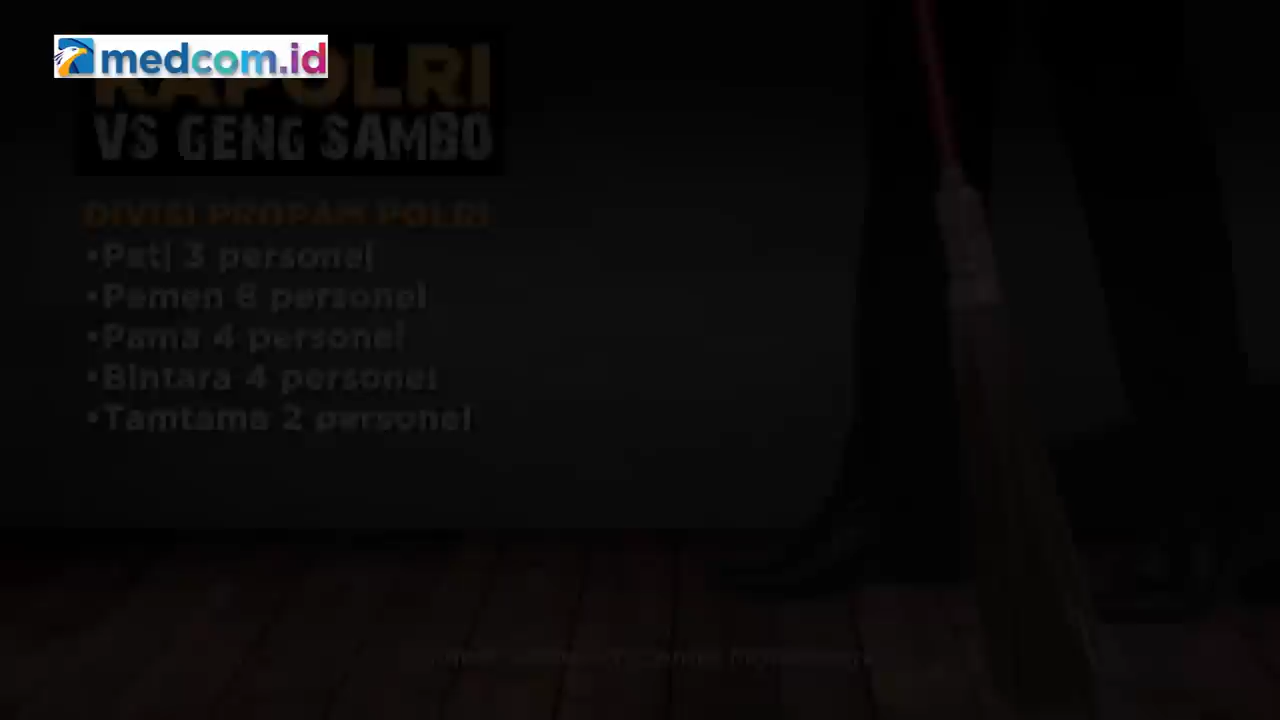 medcom.id
KAPOLRI
VS GENG SAMBO
DIVISI PROPAM POLRI
•Pati 3 personel
•Pamen 6 personel
•Pama 4 personel
•Bintara 4 personel
•Tamtama 2 personel